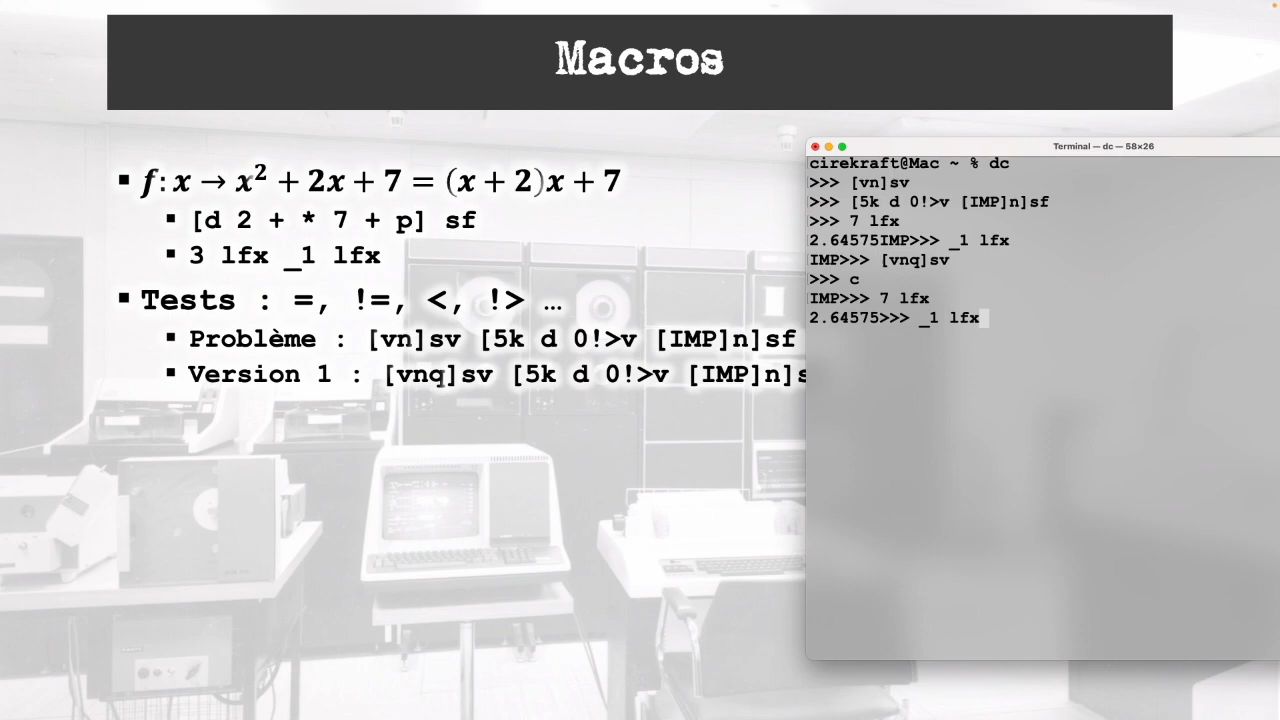 Macros
f: x → x² + 2x + 7 = (x + 2)x + 7
[d 2 + * 7 + p] sf
3 lfx _1 lfx
Tests : =, !=, <, !> …
Problème : [vn]sv [5k d 0!>v [IMP]n]sf
Version 1 : [vnq]sv [5k d 0!>v [IMP]n]s
Terminal — dc — 58×26
cirekraft@Mac ~ % dc
>>> [vn]sv
>>> [5k d 0!>v [IMP]n]sf
>>> 7 lfx
2.64575IMP>>> _1 lfx
IMP>>> [vnq]sv
>>> c
IMP>>> 7 lfx
2.64575>>> _1 lfx